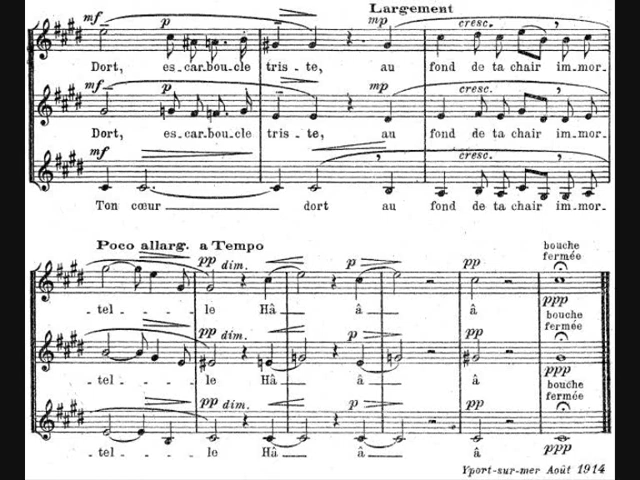 Largement
mf p mp cresc.
Dort, es.car.bou.cle tris - te, au fond de ta chair im..mor-
mf p mp cresc.
Dort, es.car.bou.cle tris - te, au fond de ta chair im..mor-
mf cresc.
Ton cœur dort au fond de ta chair im..mor-
Poco allarg. a Tempo bouche fermée
pp dim. p pp ppp
- tel - - - le Hâ â â
bouche fermée
pp dim. p pp ppp
- tel - - - le Hâ â â
bouche fermée
pp dim. p pp ppp
- tel - - - le Hâ â â
Yport-sur-mer Août 1914